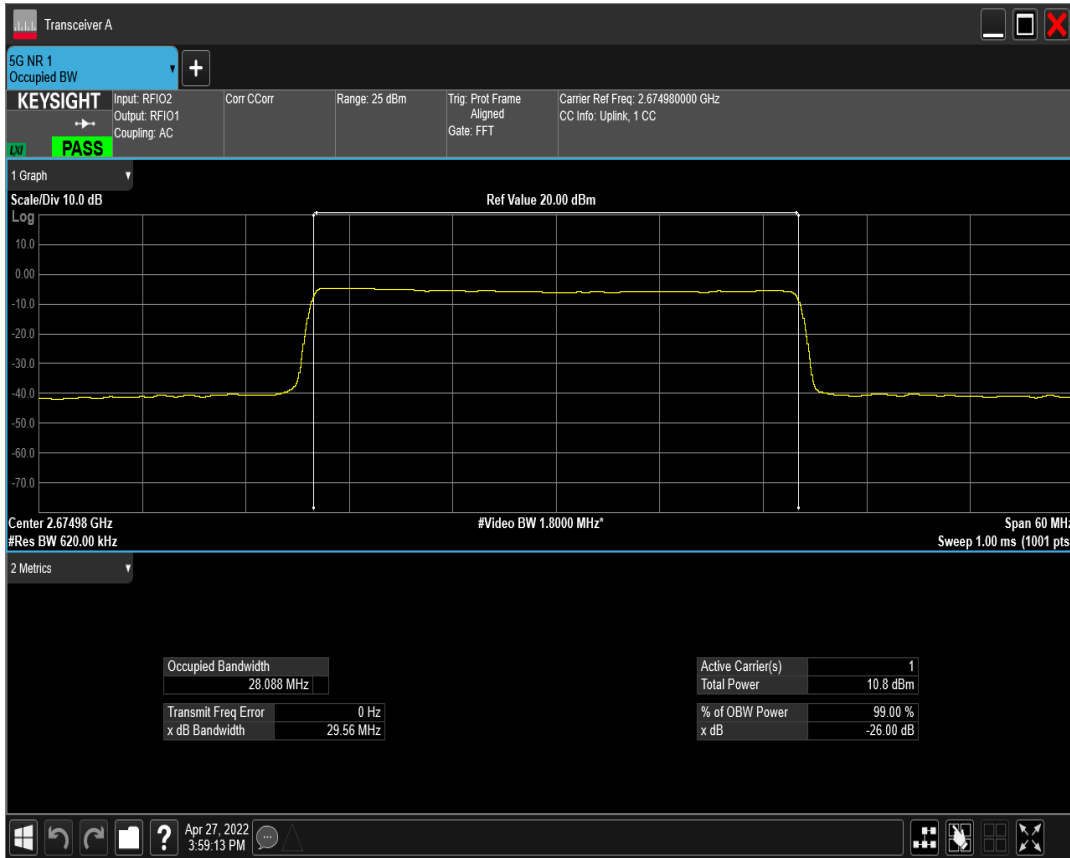 Transceiver A
5G NR 1
Occupied BW
KEYSIGHT
LXI
PASS
Input: RFIO2
Output: RFIO1
Coupling: AC
Corr CCorr
Range: 25 dBm
Trig: Prot Frame
Aligned
Gate: FFT
Carrier Ref Freq: 2.674980000 GHz
CC Info: Uplink, 1 CC
1 Graph
Scale/Div 10.0 dB
Ref Value 20.00 dBm
Log
10.0
0.00
-10.0
-20.0
-30.0
-40.0
-50.0
-60.0
-70.0
Center 2.67498 GHz
#Video BW 1.8000 MHz*
Span 60 MHz
#Res BW 620.00 kHz
Sweep 1.00 ms (1001 pts
2 Metrics
Occupied Bandwidth
28.088 MHz
Transmit Freq Error 0 Hz
x dB Bandwidth 29.56 MHz
Active Carrier(s) 1
Total Power 10.8 dBm
% of OBW Power 99.00 %
x dB -26.00 dB
?
Apr 27, 2022
3:59:13 PM